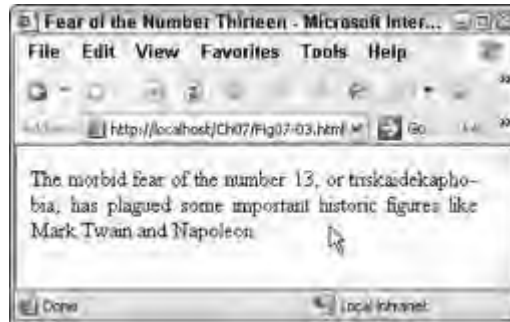 Fear of the Number Thirteen - Microsoft Inter...
File Edit View Favorites Tools Help
http://localhost/Ch07/Fig07-03.html Go
The morbid fear of the number 13, or triskaidekapho-
bia, has plagued some important historic figures like
Mark Twain and Napoleon.
Done Local intranet